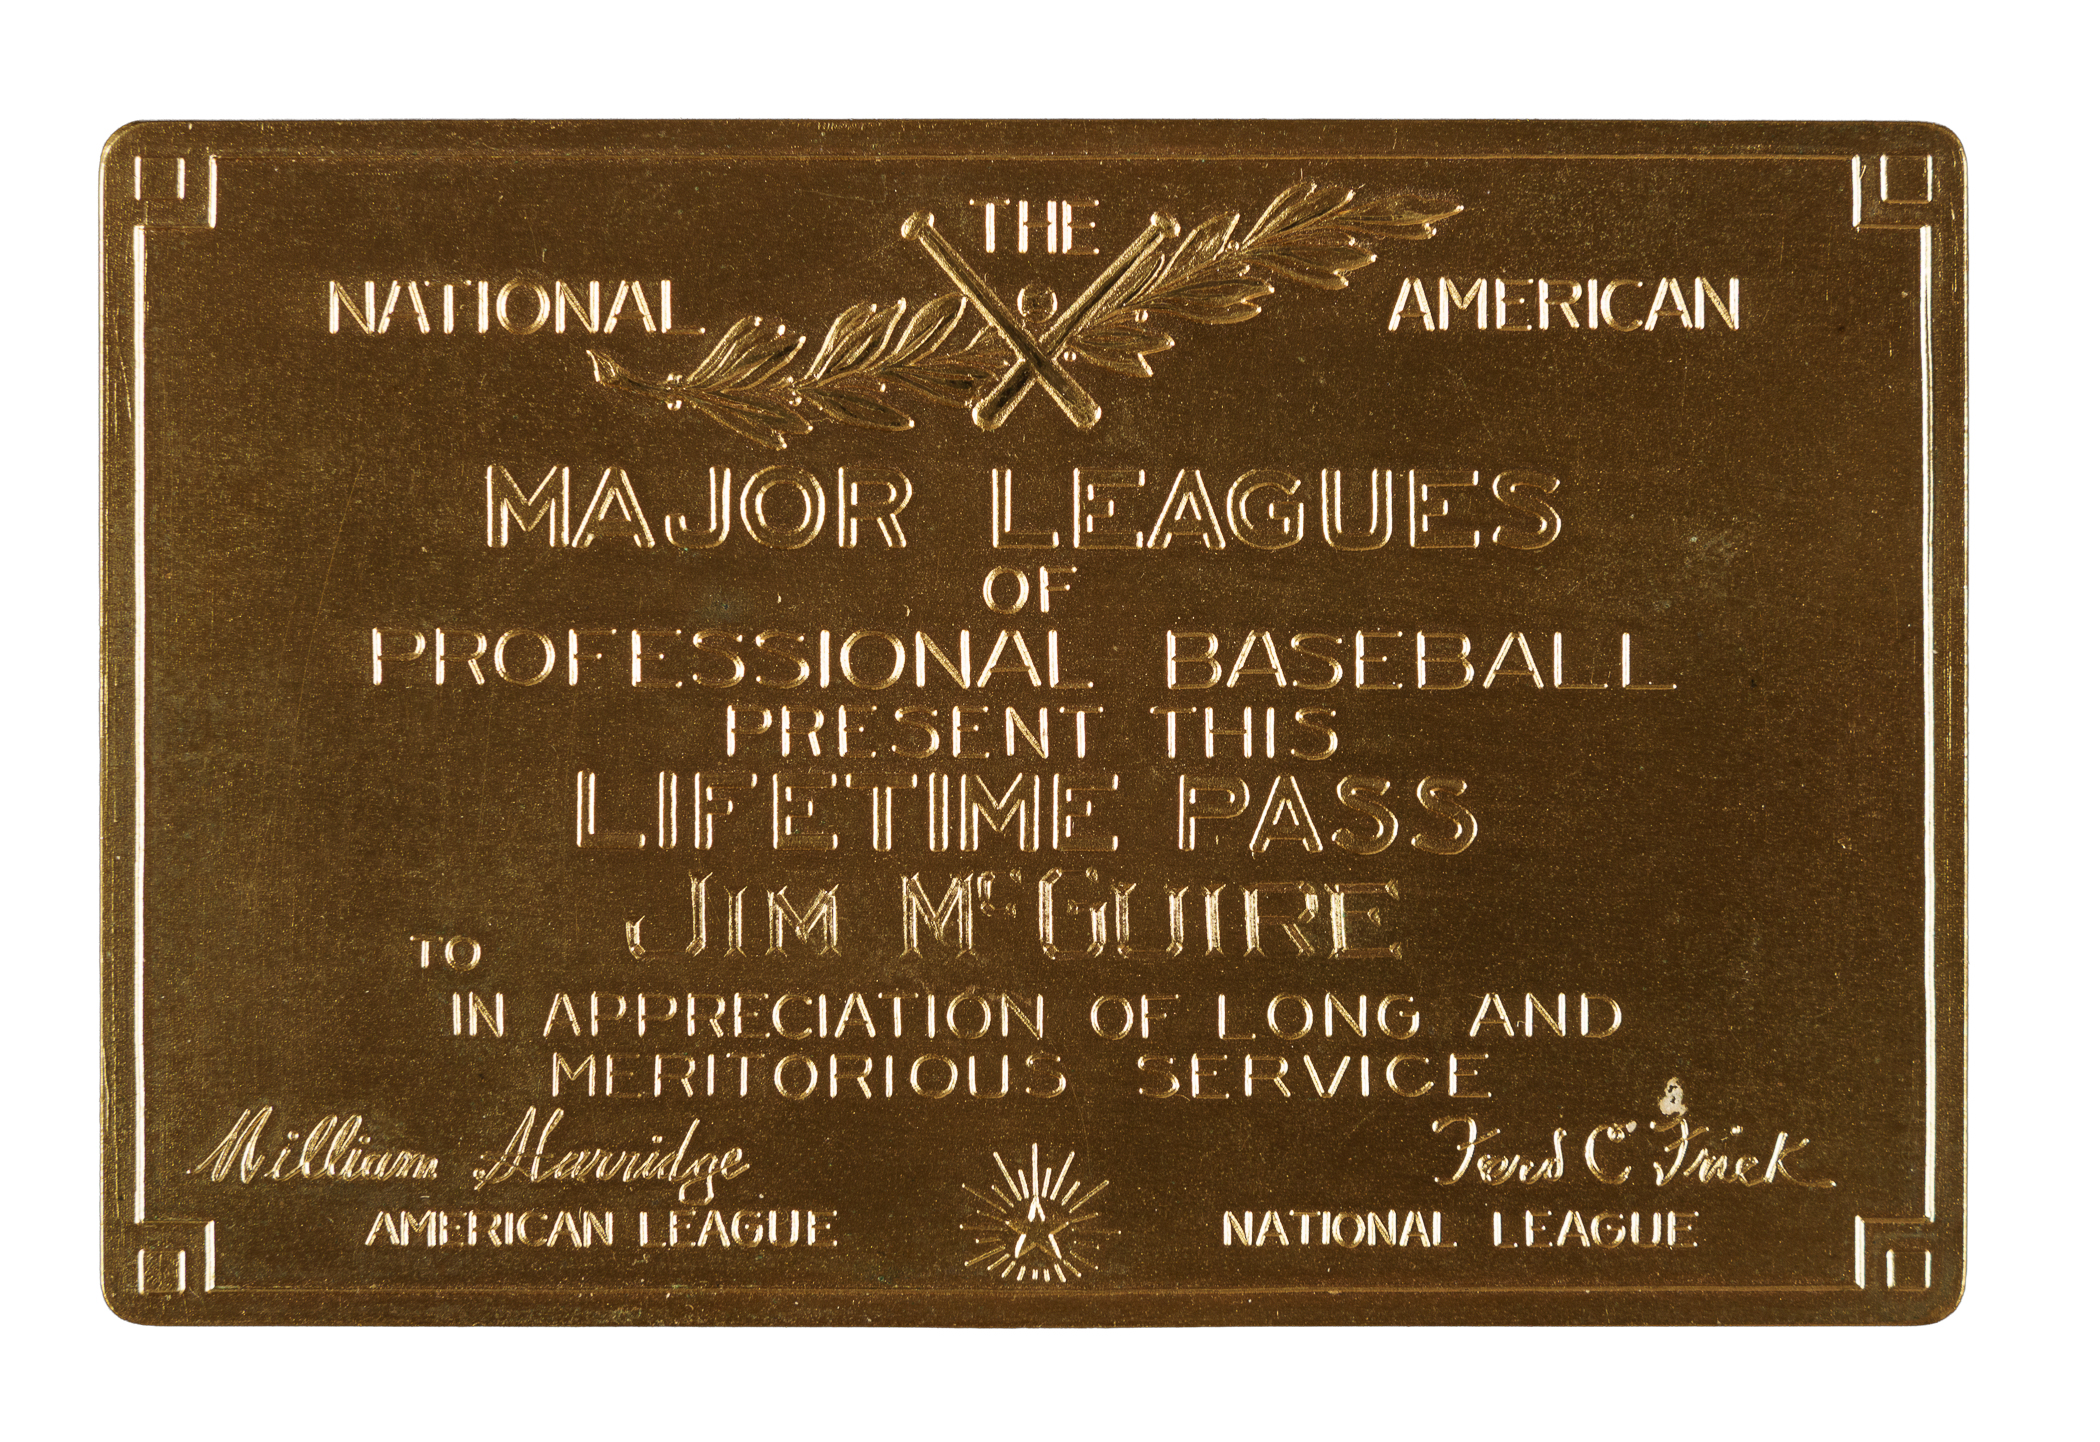 THE
NATIONAL AMERICAN
MAJOR LEAGUES
OF
PROFESSIONAL BASEBALL
PRESENT THIS
LIFETIME PASS
TO JIM McGUIRE
IN APPRECIATION OF LONG AND
MERITORIOUS SERVICE
William Harridge Ford C Frick
AMERICAN LEAGUE NATIONAL LEAGUE